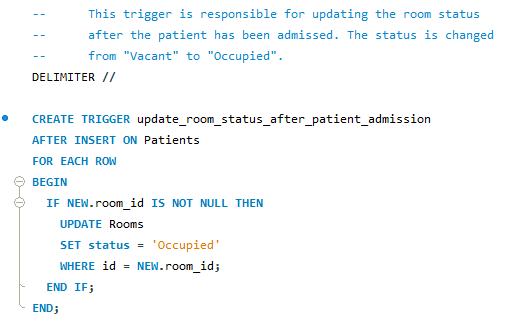 --      This trigger is responsible for updating the room status
--      after the patient has been admitted. The status is changed
--      from "Vacant" to "Occupied".
DELIMITER //
CREATE TRIGGER update_room_status_after_patient_admission
AFTER INSERT ON Patients
FOR EACH ROW
BEGIN
  IF NEW.room_id IS NOT NULL THEN
    UPDATE Rooms
    SET status = 'Occupied'
    WHERE id = NEW.room_id;
  END IF;
END;